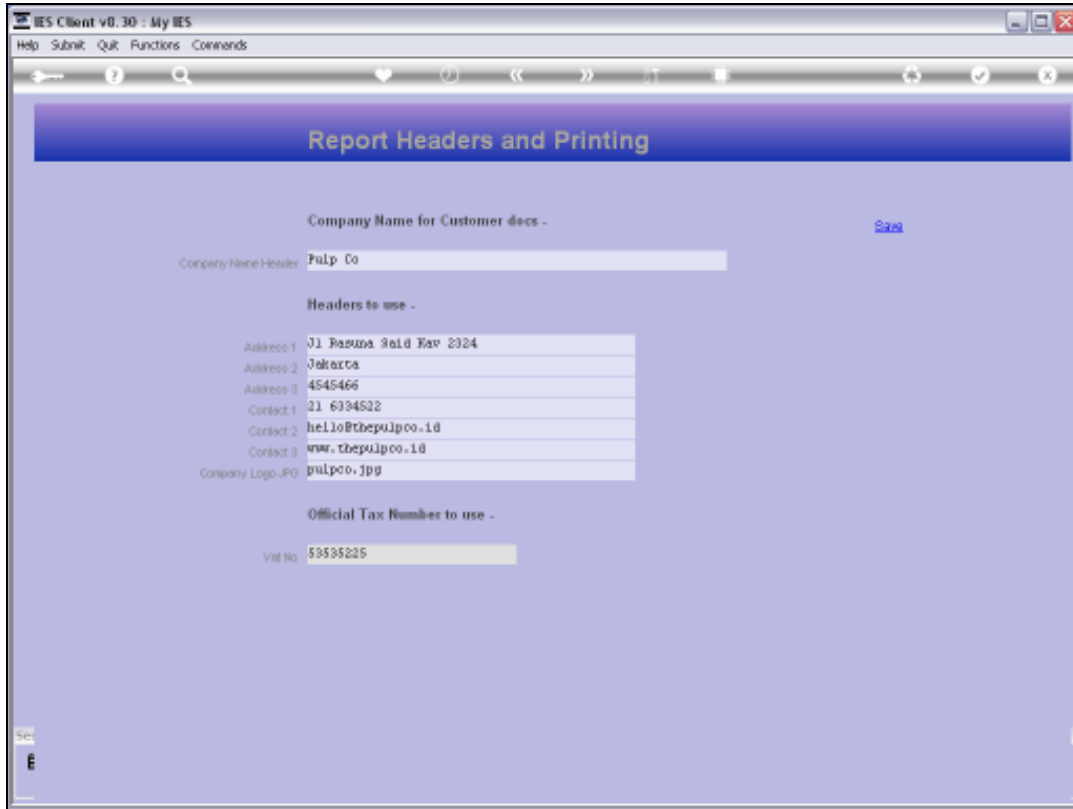 IES Client v8.30 : My IES
Help Submit Quit Functions Commands
Report Headers and Printing
Company Name for Customer docs -
Save
Company Name Header Pulp Co
Headers to use -
Address 1 Jl Rasuna Said Kav 2324
Address 2 Jakarta
Address 3 4545466
Contact 1 21 6334522
Contact 2 hello@thepulpco.id
Contact 3 www.thepulpco.id
Company Logo JPG pulpco.jpg
Official Tax Number to use -
Vat No 53535225